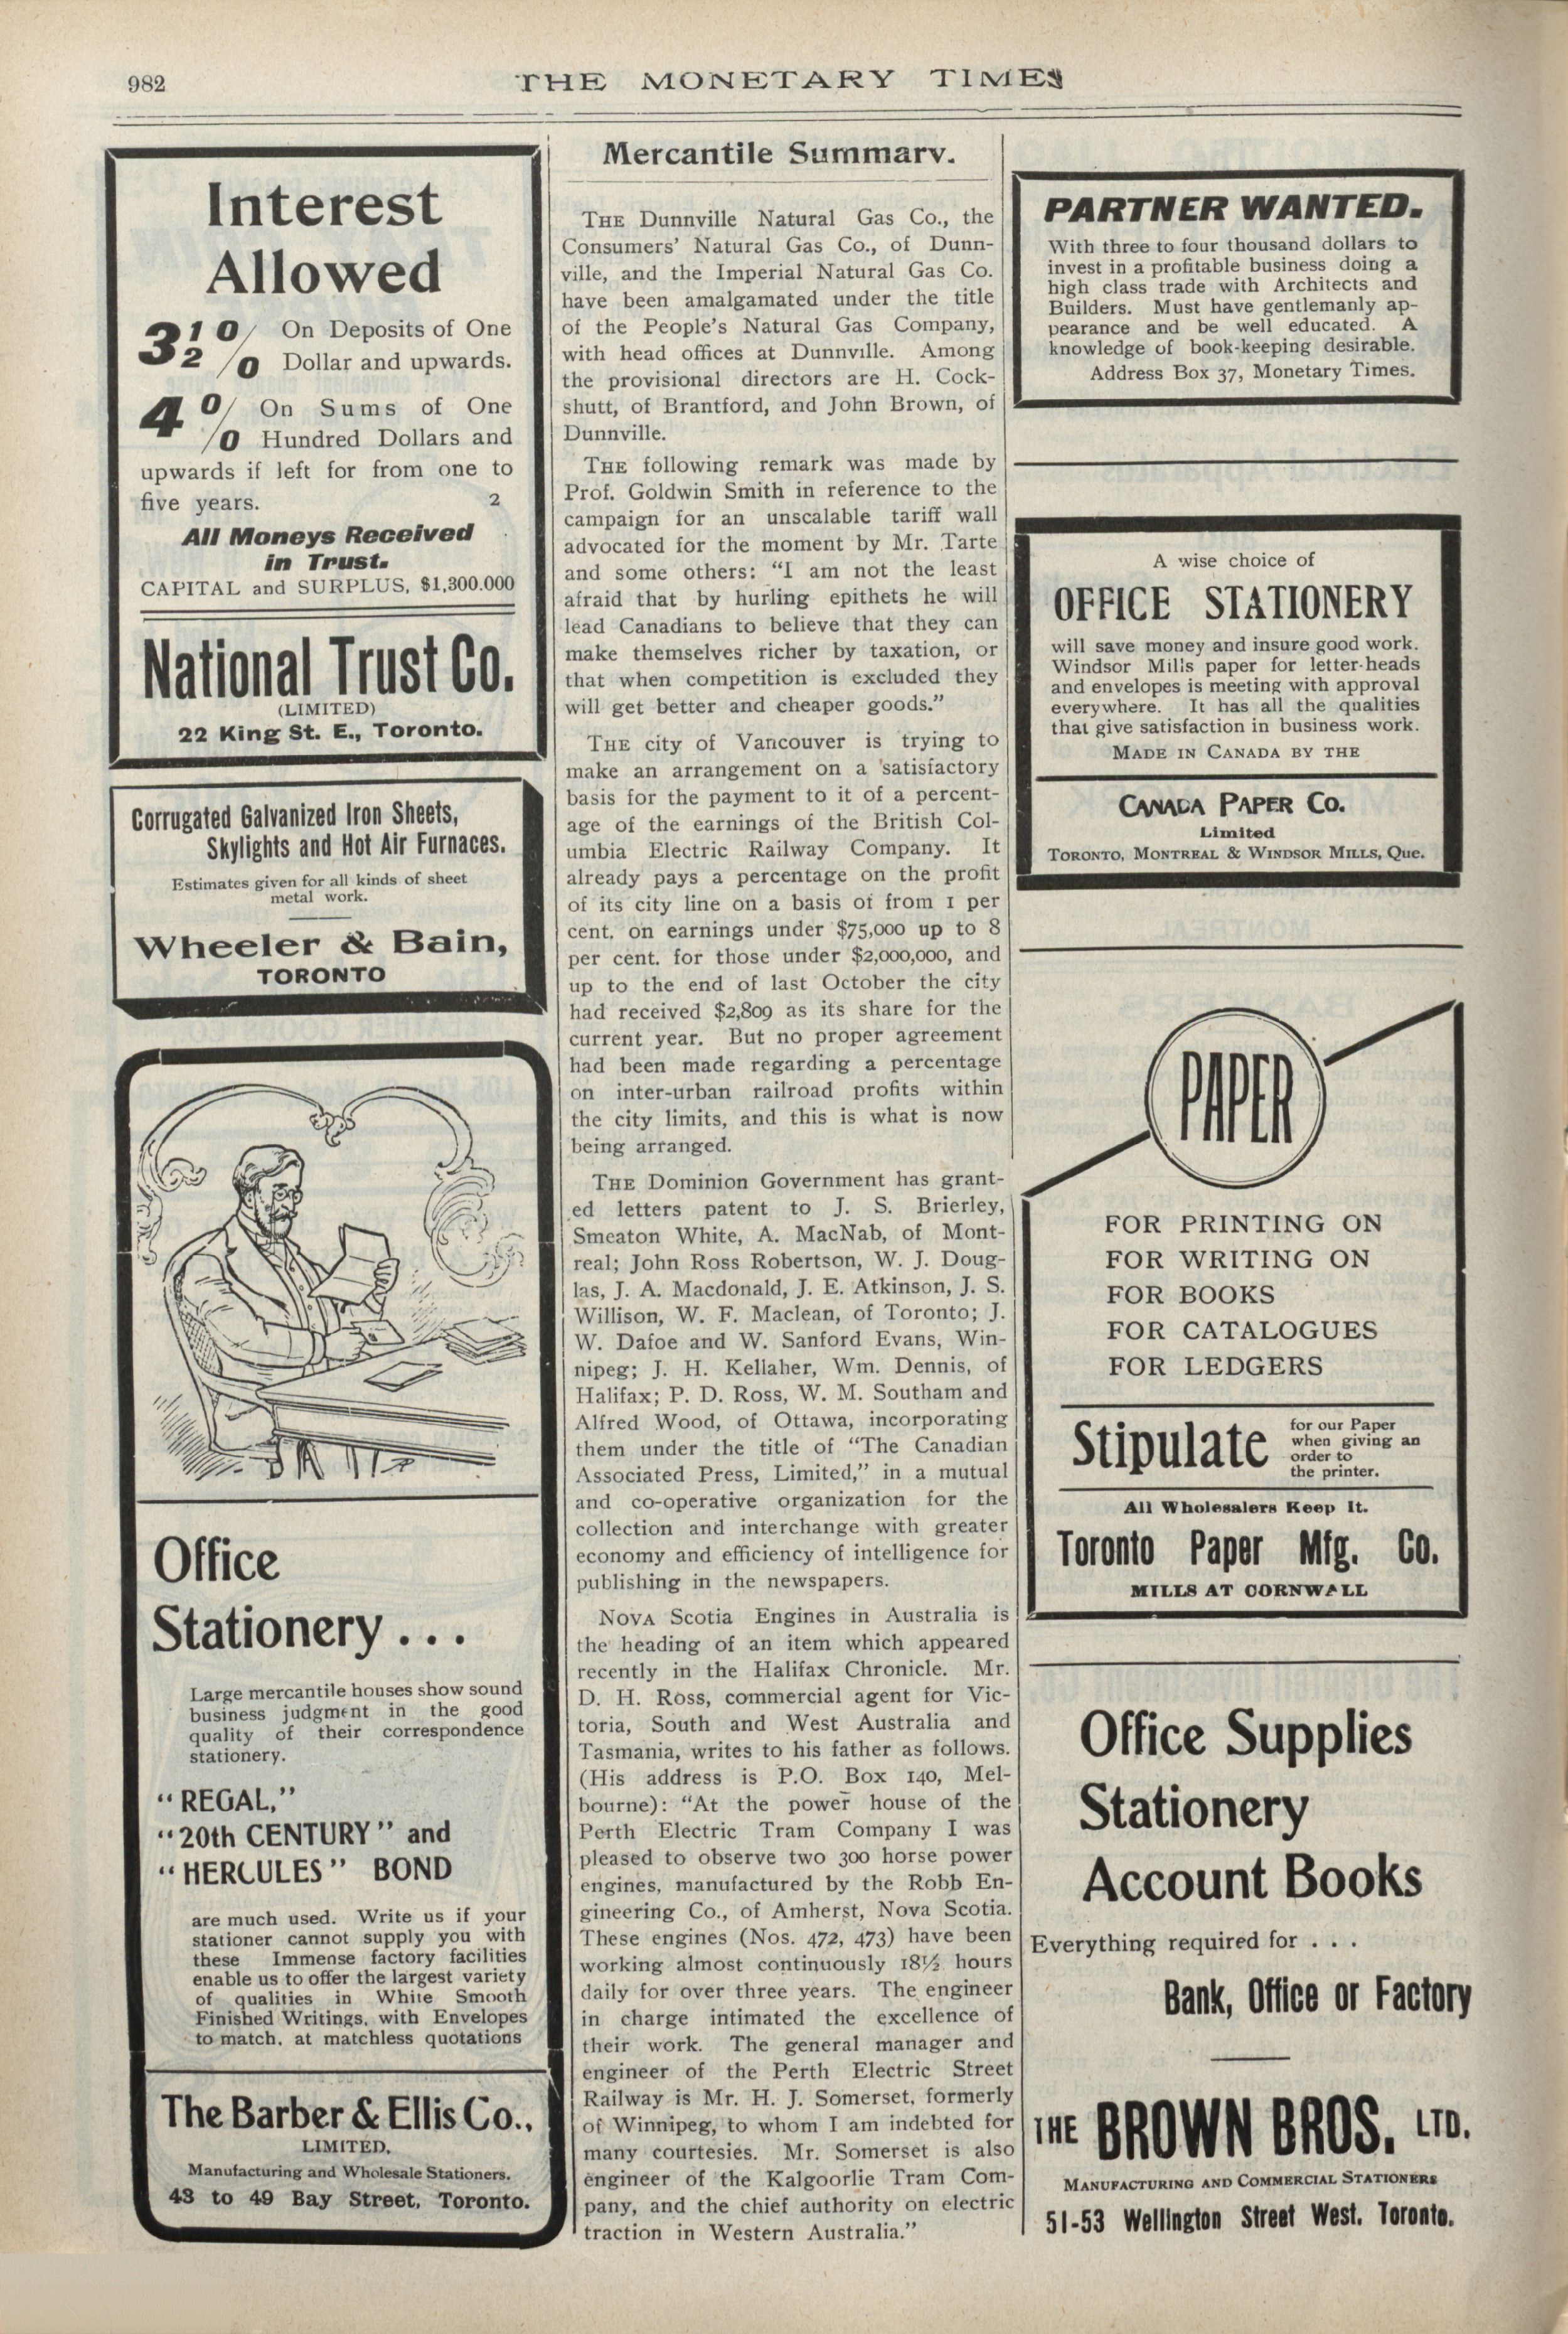 982
THE MONETARY TIMES
Interest
Allowed
3½% On Deposits of One
Dollar and upwards.
4% On Sums of One
Hundred Dollars and
upwards if left for from one to
five years. 2
All Moneys Received
in Trust.
CAPITAL and SURPLUS, $1,300.000
National Trust Co.
(LIMITED)
22 King St. E., Toronto.
Corrugated Galvanized Iron Sheets,
Skylights and Hot Air Furnaces.
Estimates given for all kinds of sheet
metal work.
Wheeler & Bain,
TORONTO
Office
Stationery . . .
Large mercantile houses show sound
business judgment in the good
quality of their correspondence
stationery.
"REGAL,"
"20th CENTURY" and
"HERCULES" BOND
are much used. Write us if your
stationer cannot supply you with
these Immense factory facilities
enable us to offer the largest variety
of qualities in White Smooth
Finished Writings, with Envelopes
to match, at matchless quotations
The Barber & Ellis Co.,
LIMITED,
Manufacturing and Wholesale Stationers.
43 to 49 Bay Street, Toronto.
Mercantile Summary.
THE Dunnville Natural Gas Co., the
Consumers' Natural Gas Co., of Dunn-
ville, and the Imperial Natural Gas Co.
have been amalgamated under the title
of the People's Natural Gas Company,
with head offices at Dunnville. Among
the provisional directors are H. Cock-
shutt, of Brantford, and John Brown, of
Dunnville.
THE following remark was made by
Prof. Goldwin Smith in reference to the
campaign for an unscalable tariff wall
advocated for the moment by Mr. Tarte
and some others: "I am not the least
afraid that by hurling epithets he will
lead Canadians to believe that they can
make themselves richer by taxation, or
that when competition is excluded they
will get better and cheaper goods."
THE city of Vancouver is trying to
make an arrangement on a satisfactory
basis for the payment to it of a percent-
age of the earnings of the British Col-
umbia Electric Railway Company. It
already pays a percentage on the profit
of its city line on a basis of from 1 per
cent. on earnings under $75,000 up to 8
per cent. for those under $2,000,000, and
up to the end of last October the city
had received $2,809 as its share for the
current year. But no proper agreement
had been made regarding a percentage
on inter-urban railroad profits within
the city limits, and this is what is now
being arranged.
THE Dominion Government has grant-
ed letters patent to J. S. Brierley,
Smeaton White, A. MacNab, of Mont-
real; John Ross Robertson, W. J. Doug-
las, J. A. Macdonald, J. E. Atkinson, J. S.
Willison, W. F. Maclean, of Toronto; J.
W. Dafoe and W. Sanford Evans, Win-
nipeg; J. H. Kellaher, Wm. Dennis, of
Halifax; P. D. Ross, W. M. Southam and
Alfred Wood, of Ottawa, incorporating
them under the title of "The Canadian
Associated Press, Limited," in a mutual
and co-operative organization for the
collection and interchange with greater
economy and efficiency of intelligence for
publishing in the newspapers.
NOVA Scotia Engines in Australia is
the heading of an item which appeared
recently in the Halifax Chronicle. Mr.
D. H. Ross, commercial agent for Vic-
toria, South and West Australia and
Tasmania, writes to his father as follows.
(His address is P.O. Box 140, Mel-
bourne): "At the power house of the
Perth Electric Tram Company I was
pleased to observe two 300 horse power
engines, manufactured by the Robb En-
gineering Co., of Amherst, Nova Scotia.
These engines (Nos. 472, 473) have been
working almost continuously 18½ hours
daily for over three years. The engineer
in charge intimated the excellence of
their work. The general manager and
engineer of the Perth Electric Street
Railway is Mr. H. J. Somerset, formerly
of Winnipeg, to whom I am indebted for
many courtesies. Mr. Somerset is also
engineer of the Kalgoorlie Tram Com-
pany, and the chief authority on electric
traction in Western Australia."
PARTNER WANTED.
With three to four thousand dollars to
invest in a profitable business doing a
high class trade with Architects and
Builders. Must have gentlemanly ap-
pearance and be well educated. A
knowledge of book-keeping desirable.
Address Box 37, Monetary Times.
A wise choice of
OFFICE STATIONERY
will save money and insure good work.
Windsor Mills paper for letter-heads
and envelopes is meeting with approval
everywhere. It has all the qualities
that give satisfaction in business work.
MADE IN CANADA BY THE
CANADA PAPER CO.
Limited
TORONTO, MONTREAL & WINDSOR MILLS, Que.
PAPER
FOR PRINTING ON
FOR WRITING ON
FOR BOOKS
FOR CATALOGUES
FOR LEDGERS
Stipulate for our Paper
when giving an
order to
the printer.
All Wholesalers Keep It.
Toronto Paper Mfg. Co.
MILLS AT CORNWALL
Office Supplies
Stationery
Account Books
Everything required for . . .
Bank, Office or Factory
THE BROWN BROS. LTD.
MANUFACTURING AND COMMERCIAL STATIONERS
51-53 Wellington Street West, Toronto.